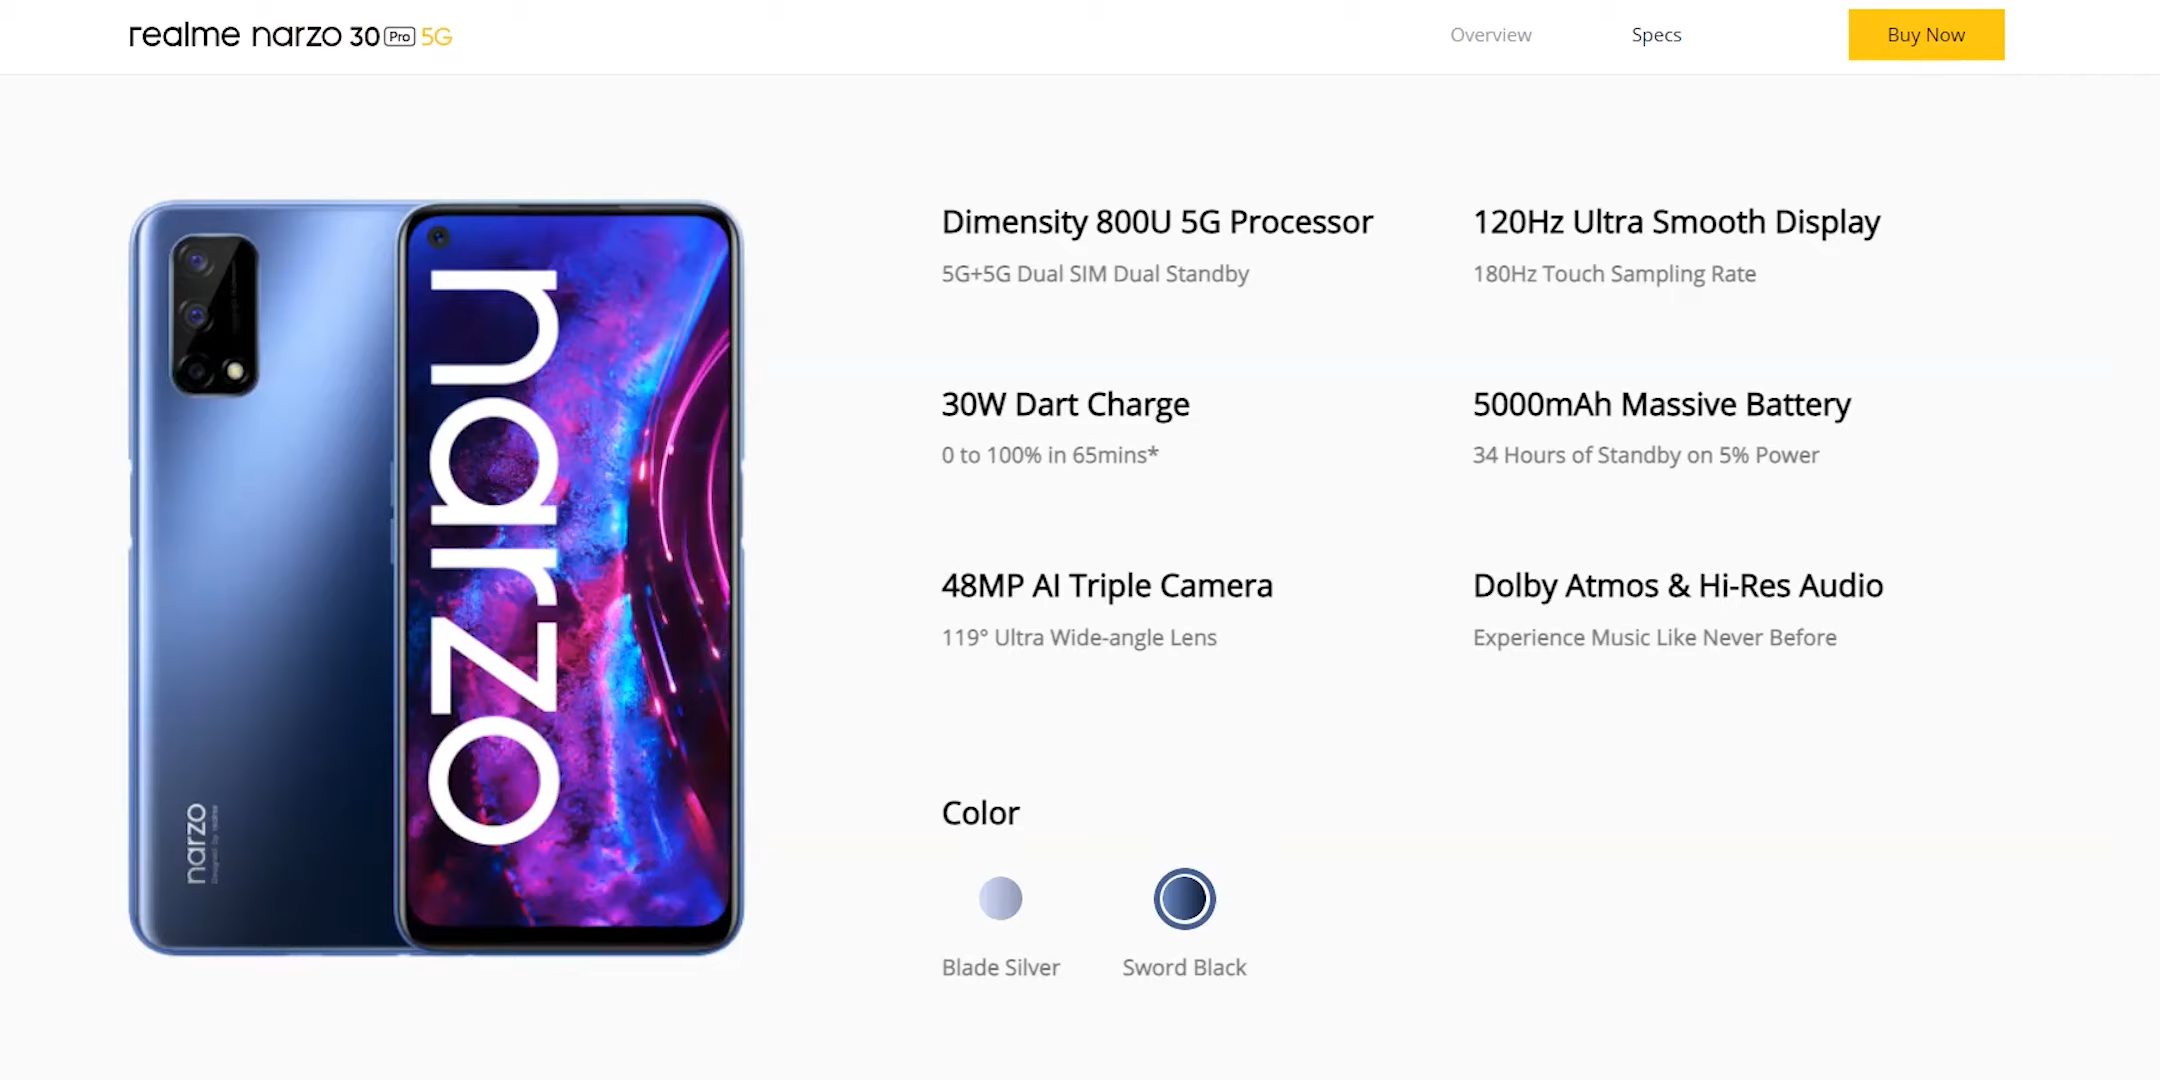 realme narzo 30 Pro 5G
Overview
Specs
Buy Now
narzo
narzo
Dimensity 800U 5G Processor
5G+5G Dual SIM Dual Standby
120Hz Ultra Smooth Display
180Hz Touch Sampling Rate
30W Dart Charge
0 to 100% in 65mins*
5000mAh Massive Battery
34 Hours of Standby on 5% Power
48MP AI Triple Camera
119° Ultra Wide-angle Lens
Dolby Atmos & Hi-Res Audio
Experience Music Like Never Before
Color
Blade Silver
Sword Black